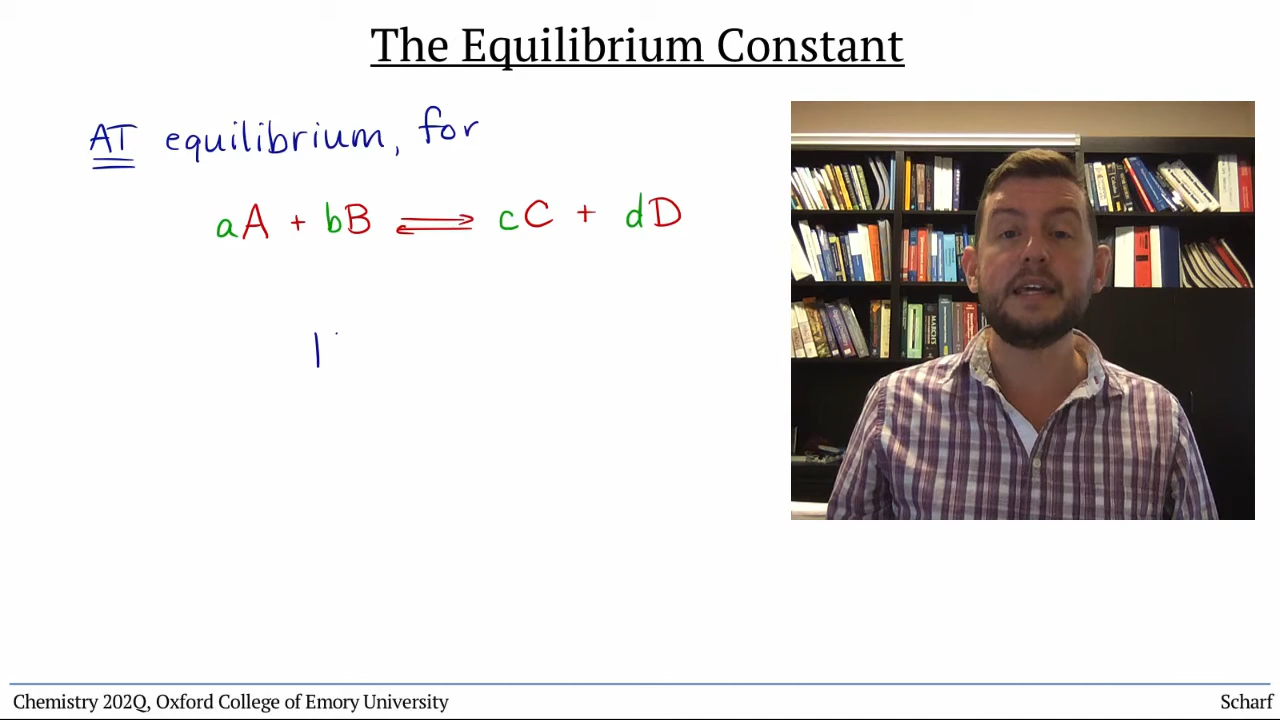 The Equilibrium Constant
AT equilibrium, for
aA + bB ⇌ cC + dD
Chemistry 202Q, Oxford College of Emory University
Scharf